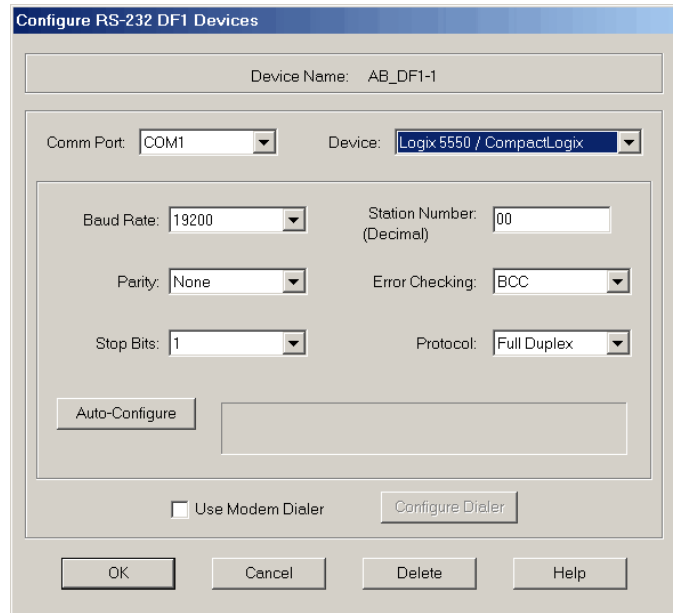 Configure RS-232 DF1 Devices
Device Name: AB_DF1-1
Comm Port: COM1 Device: Logix 5550 / CompactLogix
Baud Rate: 19200 Station Number: 00
(Decimal)
Parity: None Error Checking: BCC
Stop Bits: 1 Protocol: Full Duplex
Auto-Configure
Use Modem Dialer Configure Dialer
OK Cancel Delete Help